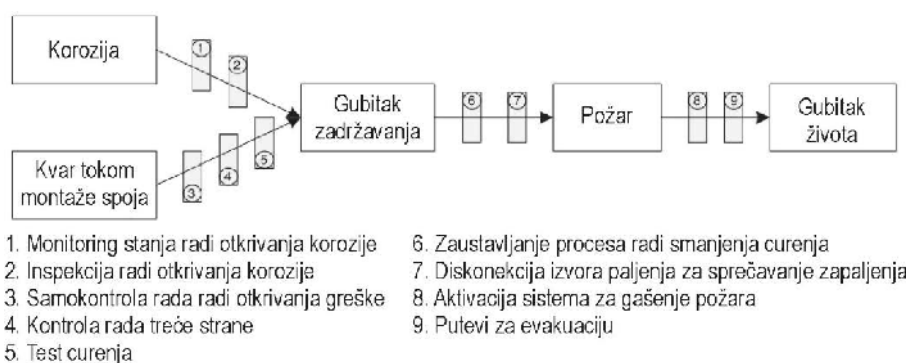 Korozija
1
2
Kvar tokom
montaže spoja
3
4
5
Gubitak
zadržavanja
6
7
Požar
8
9
Gubitak
života
1. Monitoring stanja radi otkrivanja korozije
2. Inspekcija radi otkrivanja korozije
3. Samokontrola rada radi otkrivanja greške
4. Kontrola rada treće strane
5. Test curenja
6. Zaustavljanje procesa radi smanjenja curenja
7. Diskonekcija izvora paljenja za sprečavanje zapaljenja
8. Aktivacija sistema za gašenje požara
9. Putevi za evakuaciju